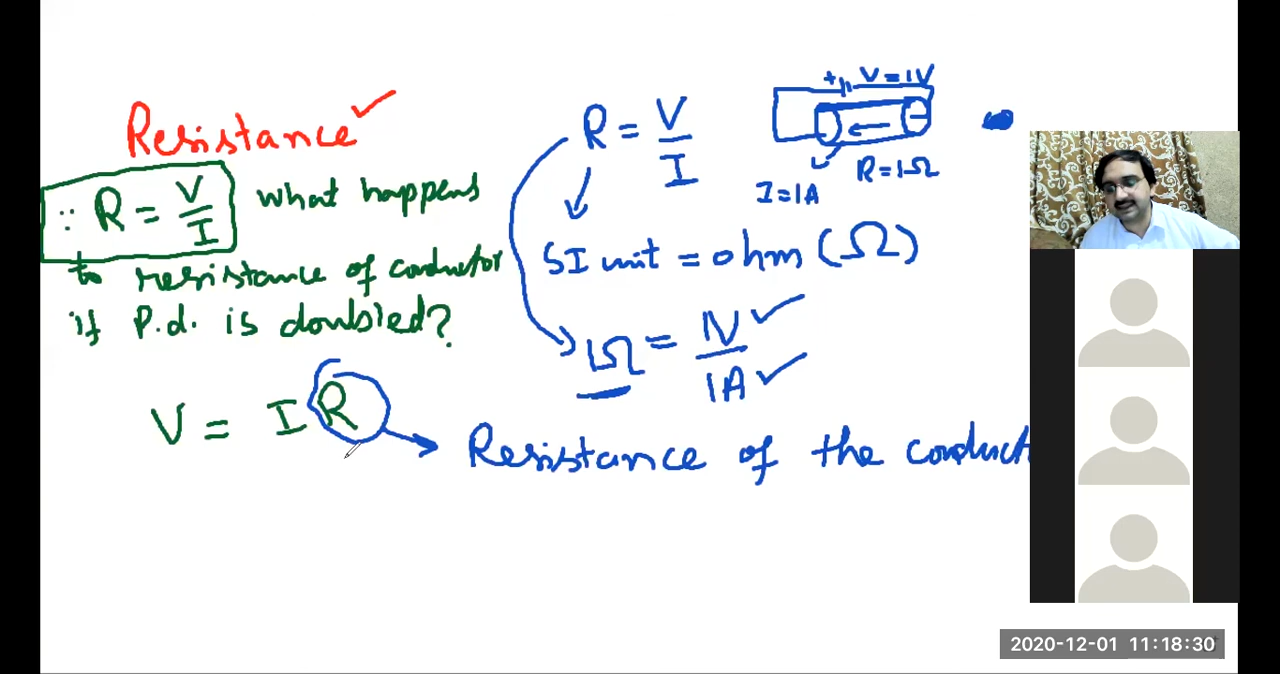 Resistance
∵ R = V/I what happens
to resistance of conductor
if P.d. is doubled?
V = IR
R = V/I
+ V = 1V
I = 1A
R = 1Ω
SI unit = ohm (Ω)
1Ω = 1V/1A
Resistance of the conduct
2020-12-01 11:18:30